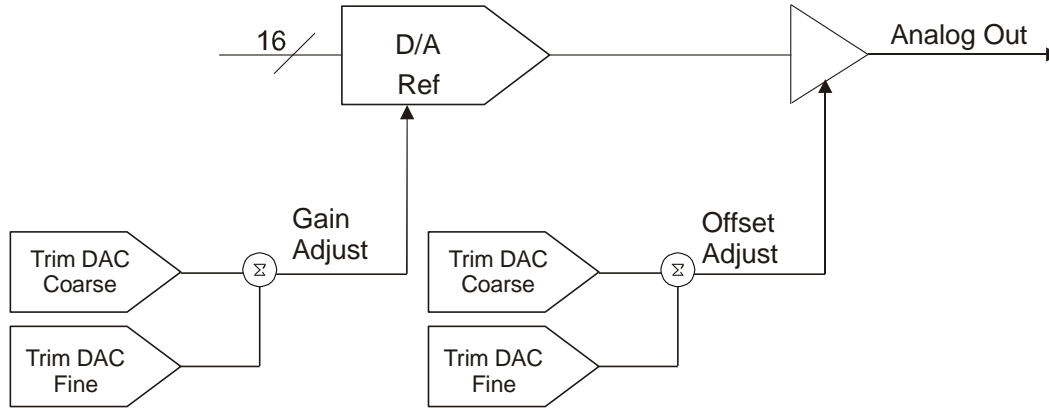 16
D/A
Ref
Analog Out
Gain
Adjust
Offset
Adjust
Trim DAC
Coarse
Σ
Trim DAC
Coarse
Σ
Trim DAC
Fine
Trim DAC
Fine